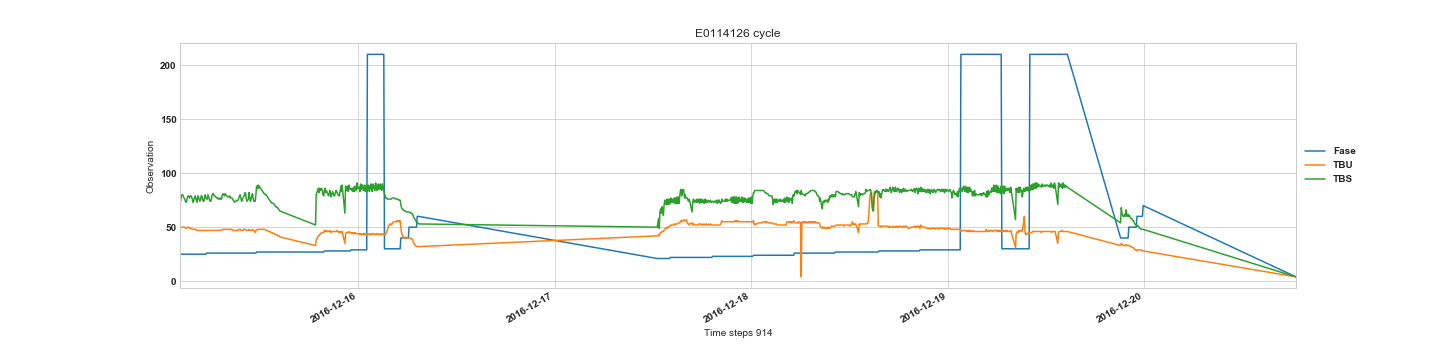 E0114126 cycle
200
150
100
50
0
Observation
2016-12-16
2016-12-17
2016-12-18
2016-12-19
2016-12-20
Time steps 914
Fase
TBU
TBS